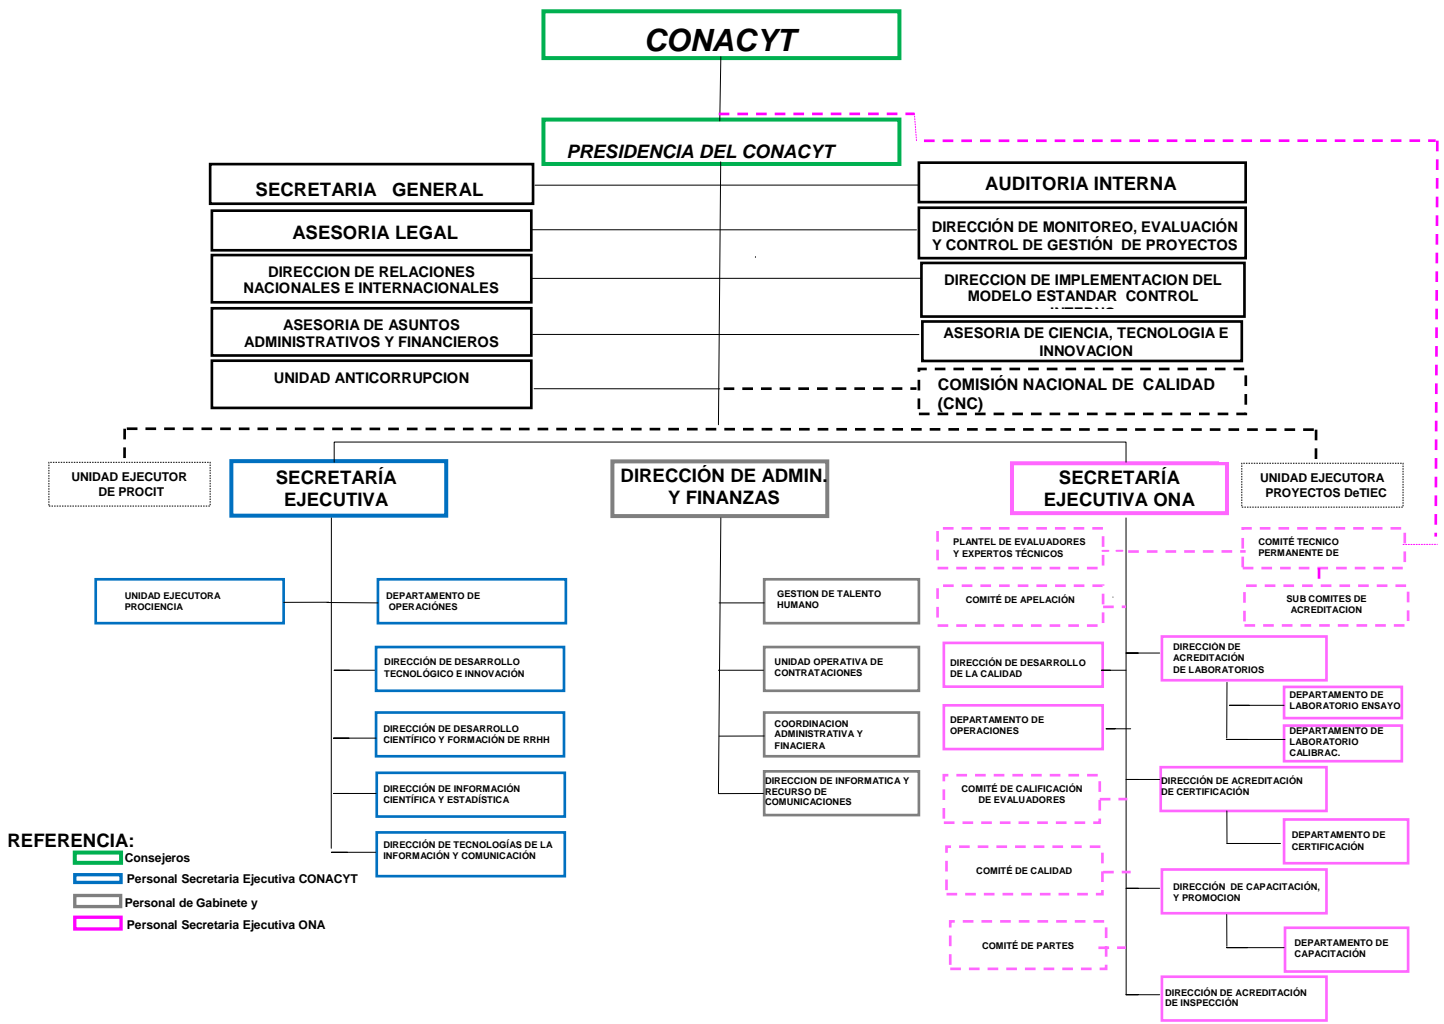 CONACYT
PRESIDENCIA DEL CONACYT
SECRETARIA GENERAL
AUDITORIA INTERNA
ASESORIA LEGAL
DIRECCIÓN DE MONITOREO, EVALUACIÓN
Y CONTROL DE GESTIÓN DE PROYECTOS
DIRECCION DE RELACIONES
NACIONALES E INTERNACIONALES
DIRECCION DE IMPLEMENTACION DEL
MODELO ESTANDAR CONTROL
ASESORIA DE ASUNTOS
ADMINISTRATIVOS Y FINANCIEROS
ASESORIA DE CIENCIA, TECNOLOGIA E
INNOVACION
UNIDAD ANTICORRUPCION
COMISIÓN NACIONAL DE CALIDAD
(CNC)
UNIDAD EJECUTOR
DE PROCIT
SECRETARÍA
EJECUTIVA
DIRECCIÓN DE ADMIN.
Y FINANZAS
SECRETARÍA
EJECUTIVA ONA
UNIDAD EJECUTORA
PROYECTOS DeTIEC
UNIDAD EJECUTORA
PROCIENCIA
DEPARTAMENTO DE
OPERACIÓNES
DIRECCIÓN DE DESARROLLO
TECNOLÓGICO E INNOVACIÓN
DIRECCIÓN DE DESARROLLO
CIENTÍFICO Y FORMACIÓN DE RRHH
DIRECCIÓN DE INFORMACIÓN
CIENTÍFICA Y ESTADÍSTICA
DIRECCIÓN DE TECNOLOGÍAS DE LA
INFORMACIÓN Y COMUNICACIÓN
GESTION DE TALENTO
HUMANO
UNIDAD OPERATIVA DE
CONTRATACIONES
COORDINACION
ADMINISTRATIVA Y
FINACIERA
DIRECCION DE INFORMATICA Y
RECURSO DE
COMUNICACIONES
PLANTEL DE EVALUADORES
Y EXPERTOS TÉCNICOS
COMITÉ TECNICO
PERMANENTE DE
COMITÉ DE APELACIÓN
SUB COMITES DE
ACREDITACION
DIRECCIÓN DE DESARROLLO
DE LA CALIDAD
DIRECCIÓN DE
ACREDITACIÓN
DE LABORATORIOS
DEPARTAMENTO DE
LABORATORIO ENSAYO
DEPARTAMENTO DE
LABORATORIO
CALIBRAC.
DEPARTAMENTO DE
OPERACIONES
COMITÉ DE CALIFICACIÓN
DE EVALUADORES
DIRECCIÓN DE ACREDITACIÓN
DE CERTIFICACIÓN
DEPARTAMENTO DE
CERTIFICACIÓN
COMITÉ DE CALIDAD
DIRECCIÓN DE CAPACITACIÓN,
Y PROMOCION
COMITÉ DE PARTES
DEPARTAMENTO DE
CAPACITACIÓN
DIRECCIÓN DE ACREDITACIÓN
DE INSPECCIÓN
REFERENCIA:
Consejeros
Personal Secretaria Ejecutiva CONACYT
Personal de Gabinete y
Personal Secretaria Ejecutiva ONA